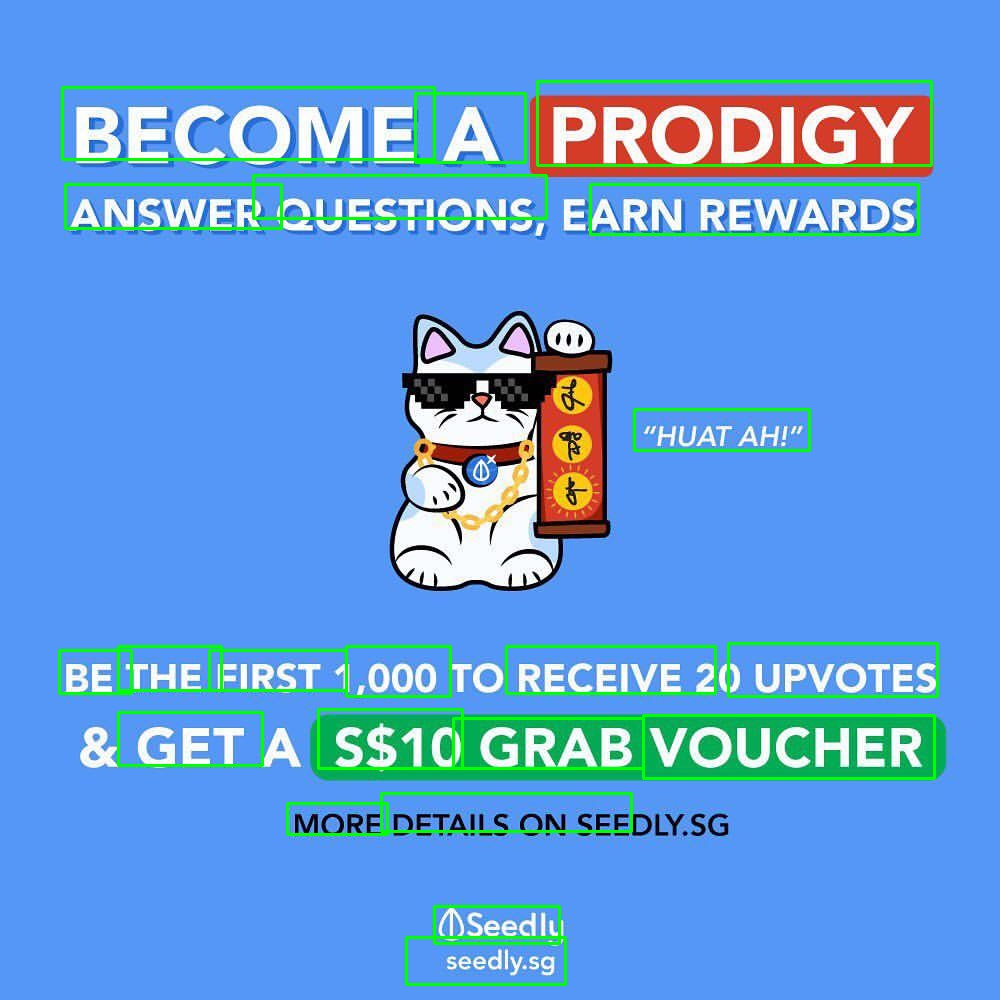 BECOME A PRODIGY
ANSWER QUESTIONS, EARN REWARDS
“HUAT AH!”
BE THE FIRST 1,000 TO RECEIVE 20 UPVOTES
& GET A S$10 GRAB VOUCHER
MORE DETAILS ON SEEDLY.SG
Seedly
seedly.sg